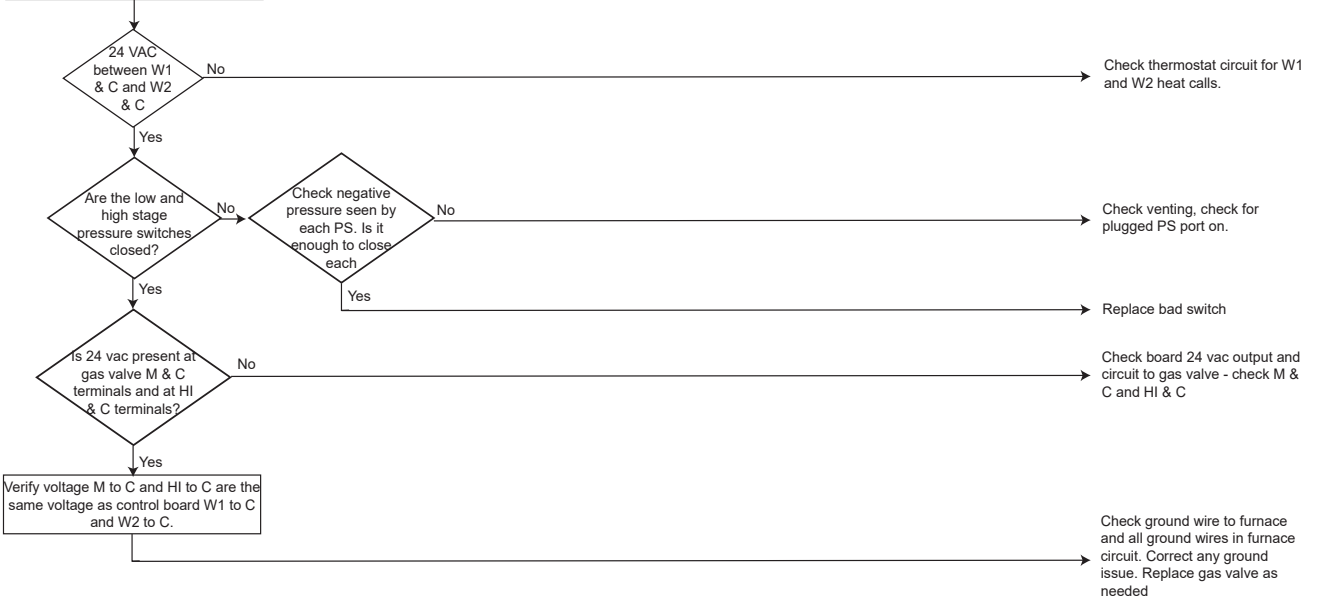 24 VAC
between W1
& C and W2
& C
No
Check thermostat circuit for W1
and W2 heat calls.
Yes
Are the low and
high stage
pressure switches
closed?
No
Check negative
pressure seen by
each PS. Is it
enough to close
each
No
Check venting, check for
plugged PS port on.
Yes
Replace bad switch
Yes
Is 24 vac present at
gas valve M & C
terminals and at HI
& C terminals?
No
Check board 24 vac output and
circuit to gas valve - check M &
C and HI & C
Yes
Verify voltage M to C and HI to C are the
same voltage as control board W1 to C
and W2 to C.
Check ground wire to furnace
and all ground wires in furnace
circuit. Correct any ground
issue. Replace gas valve as
needed